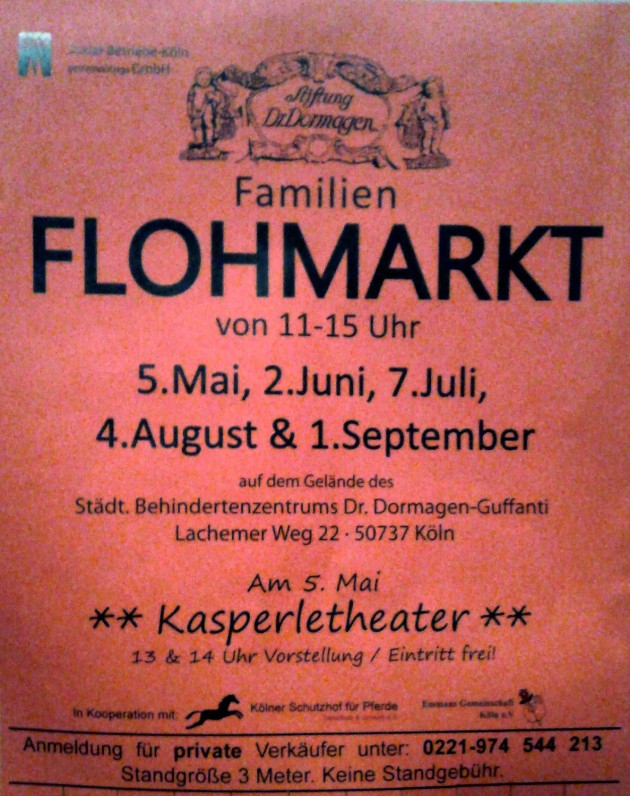 Betriebe-Köln
GmbH
Stiftung
Dr. Dormagen
Familien
FLOHMARKT
von 11-15 Uhr
5.Mai, 2.Juni, 7.Juli,
4.August & 1.September
auf dem Gelände des
Städt. Behindertenzentrums Dr. Dormagen-Guffanti
Lachemer Weg 22 · 50737 Köln
Am 5. Mai
** Kasperletheater **
13 & 14 Uhr Vorstellung / Eintritt frei!
In Kooperation mit: Kölner Schutzhof für Pferde
Emmaus Gemeinschaft
Köln e.V
Anmeldung für private Verkäufer unter: 0221-974 544 213
Standgröße 3 Meter. Keine Standgebühr.